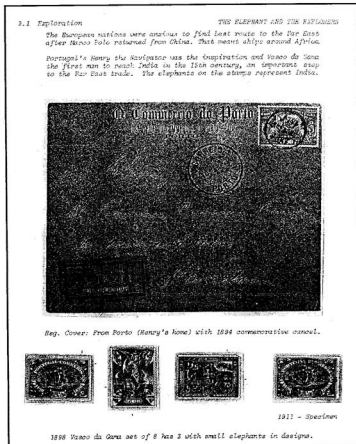 3.1 Exploration THE ELEPHANT AND THE EXPLORERS
The European nations were anxious to find best route to the Far East
after Marco Polo returned from China. That meant ships around Africa.
Portugal's Henry the Navigator was the inspiration and Vasco da Gama
the first man to reach India in the 15th century, an important step
to the Far East trade. The elephants on the stamps represent India.
O Commercio do Porto
Reg. Cover: From Porto (Henry's home) with 1894 commemorative cancel.
1911 - Specimen
1898 Vasco da Gama set of 8 has 3 with small elephants in designs.